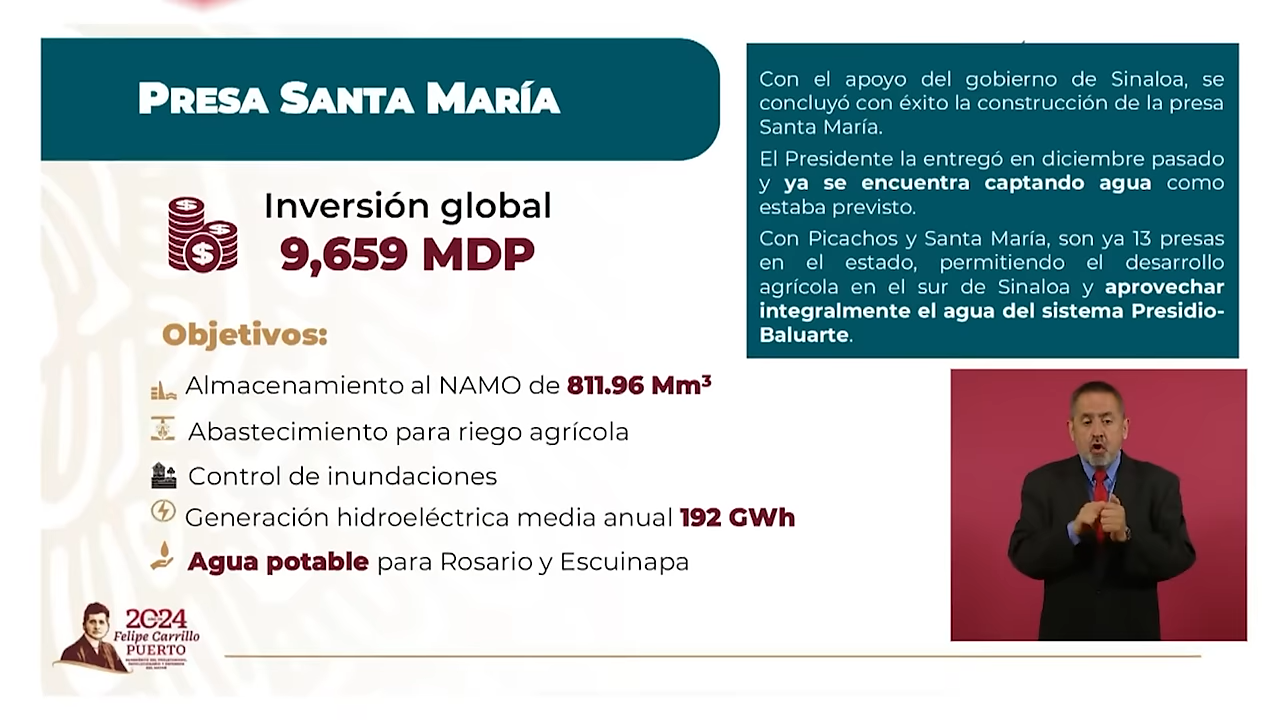 PRESA SANTA MARÍA
Inversión global
9,659 MDP
Objetivos:
Almacenamiento al NAMO de 811.96 Mm³
Abastecimiento para riego agrícola
Control de inundaciones
Generación hidroeléctrica media anual 192 GWh
Agua potable para Rosario y Escuinapa
Con el apoyo del gobierno de Sinaloa, se
concluyó con éxito la construcción de la presa
Santa María.
El Presidente la entregó en diciembre pasado
y ya se encuentra captando agua como
estaba previsto.
Con Picachos y Santa María, son ya 13 presas
en el estado, permitiendo el desarrollo
agrícola en el sur de Sinaloa y aprovechar
integralmente el agua del sistema Presidio-
Baluarte.
2024
Felipe Carrillo
PUERTO